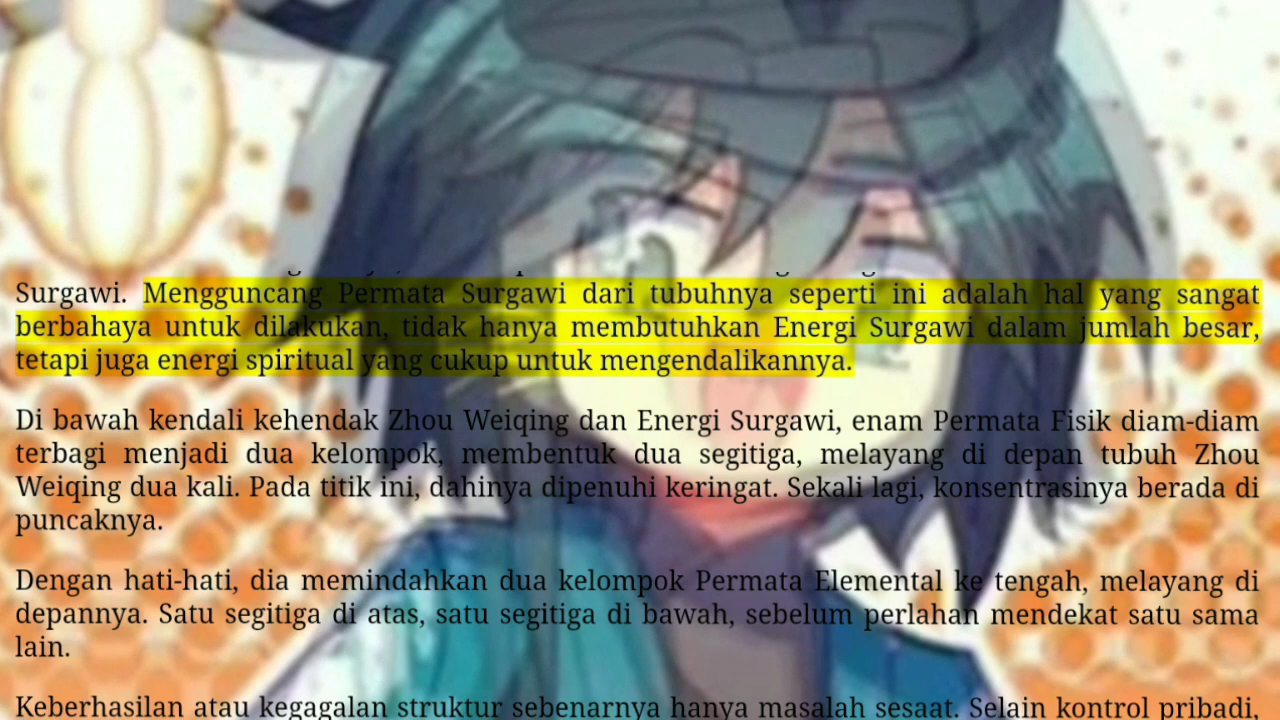 Surgawi. Mengguncang Permata Surgawi dari tubuhnya seperti ini adalah hal yang sangat
berbahaya untuk dilakukan, tidak hanya membutuhkan Energi Surgawi dalam jumlah besar,
tetapi juga energi spiritual yang cukup untuk mengendalikannya.
Di bawah kendali kehendak Zhou Weiqing dan Energi Surgawi, enam Permata Fisik diam-diam
terbagi menjadi dua kelompok, membentuk dua segitiga, melayang di depan tubuh Zhou
Weiqing dua kali. Pada titik ini, dahinya dipenuhi keringat. Sekali lagi, konsentrasinya berada di
puncaknya.
Dengan hati-hati, dia memindahkan dua kelompok Permata Elemental ke tengah, melayang di
depannya. Satu segitiga di atas, satu segitiga di bawah, sebelum perlahan mendekat satu sama
lain.
Keberhasilan atau kegagalan struktur sebenarnya hanya masalah sesaat. Selain kontrol pribadi,